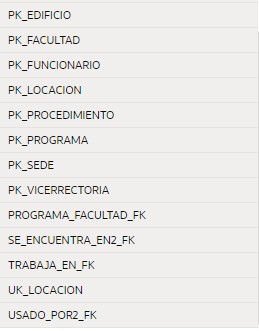 PK_EDIFICIO
PK_FACULTAD
PK_FUNCIONARIO
PK_LOCACION
PK_PROCEDIMIENTO
PK_PROGRAMA
PK_SEDE
PK_VICERRECTORIA
PROGRAMA_FACULTAD_FK
SE_ENCUENTRA_EN2_FK
TRABAJA_EN_FK
UK_LOCACION
USADO_POR2_FK